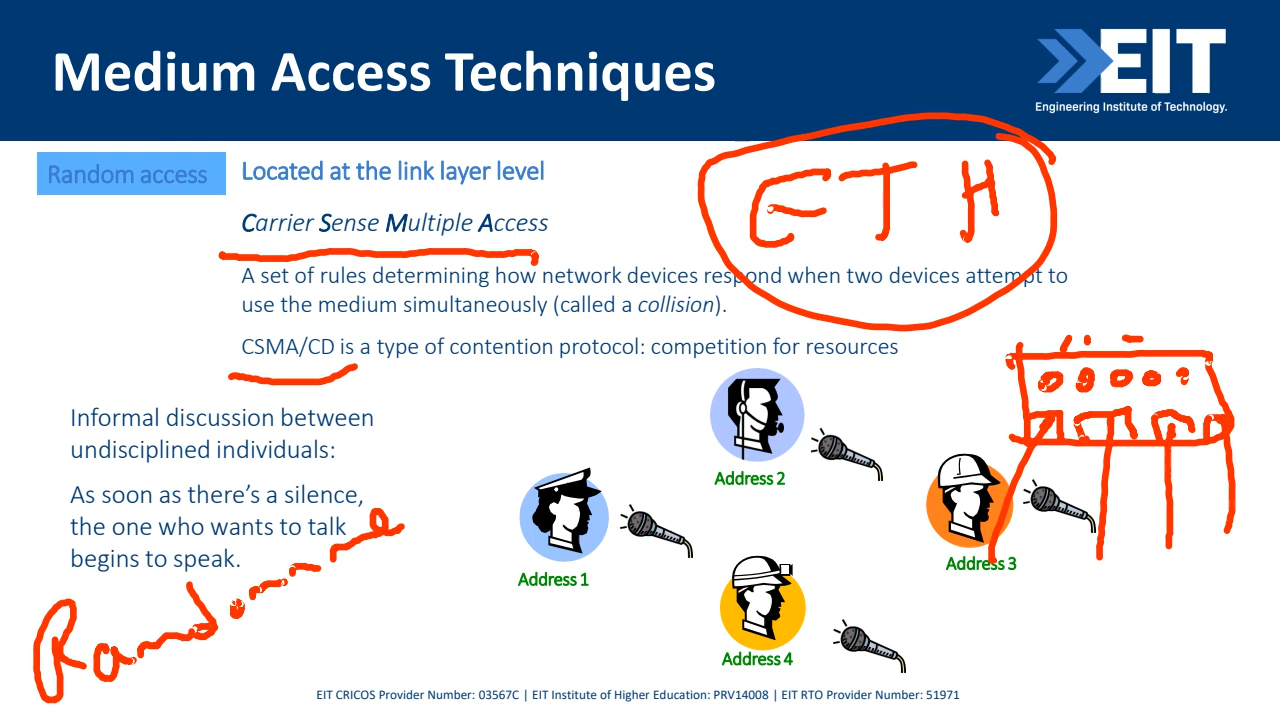 Medium Access Techniques
EIT
Engineering Institute of Technology.
Random access
Located at the link layer level
Carrier Sense Multiple Access
ETH
A set of rules determining how network devices respond when two devices attempt to
use the medium simultaneously (called a collision).
CSMA/CD is a type of contention protocol: competition for resources
Informal discussion between
undisciplined individuals:
As soon as there's a silence,
the one who wants to talk
begins to speak.
Address 2
Address 3
Address 1
Address 4
EIT CRICOS Provider Number: 03567C | EIT Institute of Higher Education: PRV14008 | EIT RTO Provider Number: 51971